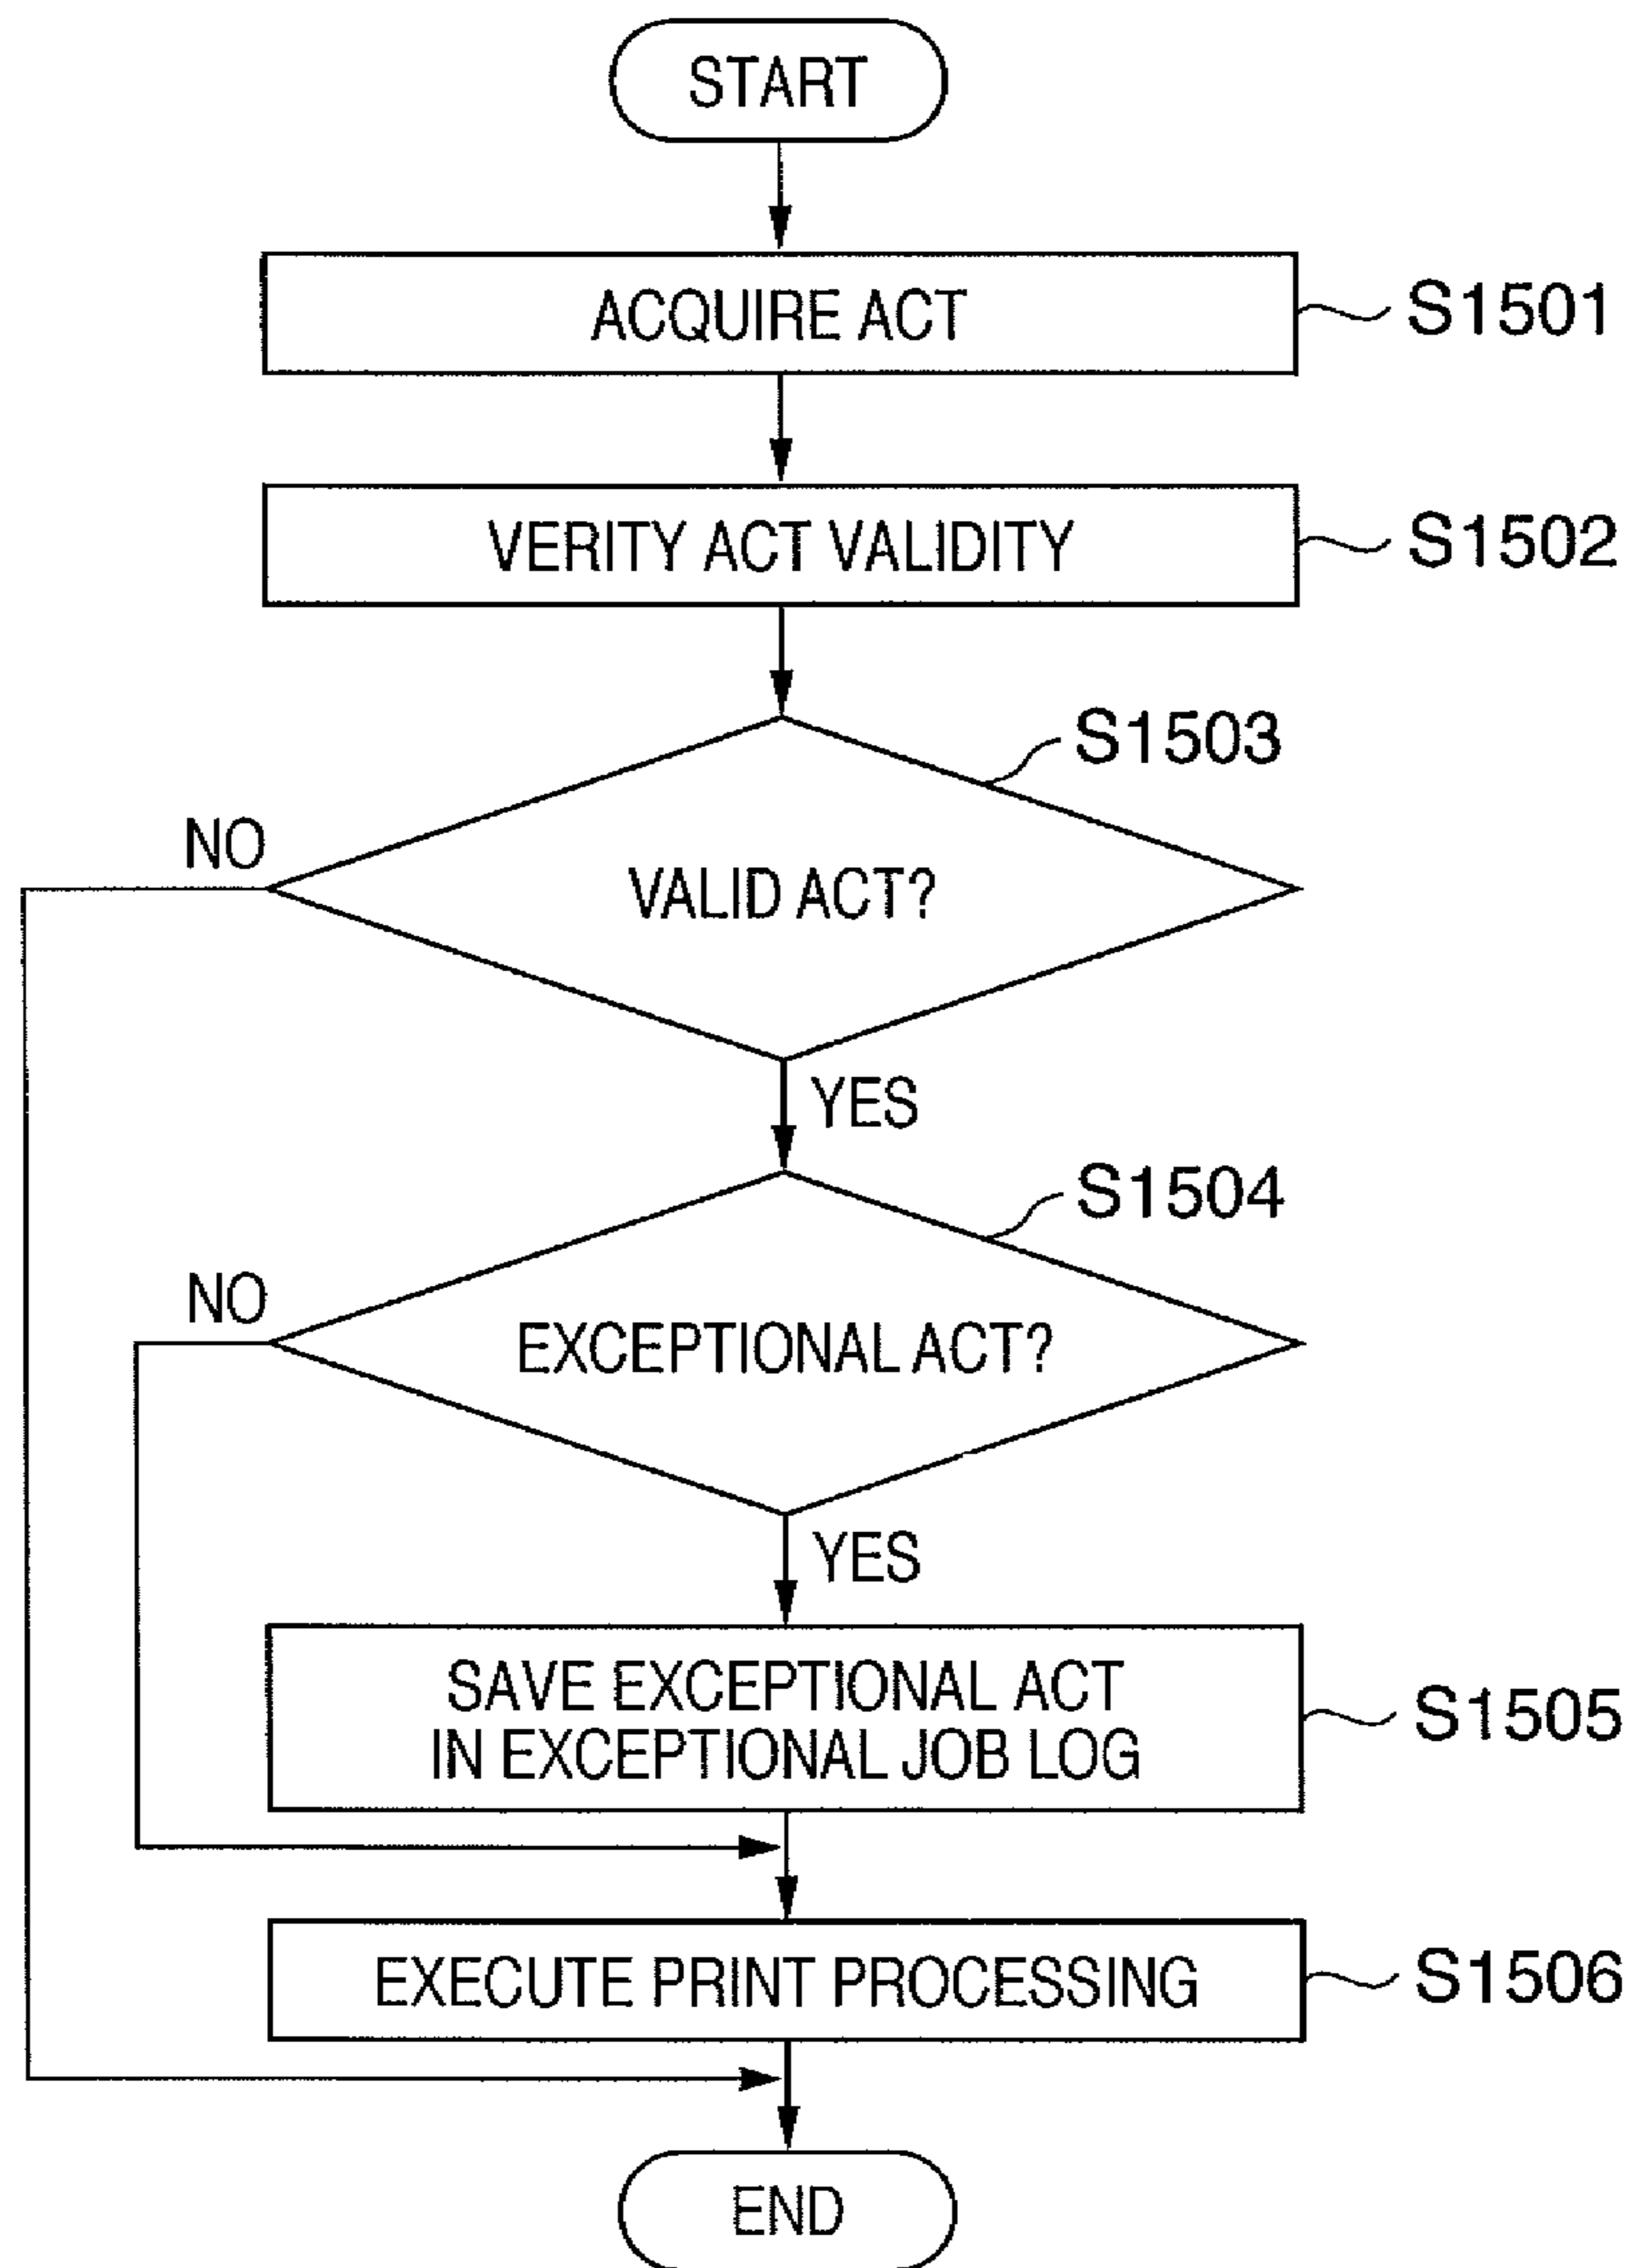 START
ACQUIRE ACT
S1501
VERITY ACT VALIDITY
S1502
S1503
NO
VALID ACT?
YES
S1504
NO
EXCEPTIONAL ACT?
YES
SAVE EXCEPTIONAL ACT
IN EXCEPTIONAL JOB LOG
S1505
EXECUTE PRINT PROCESSING
S1506
END